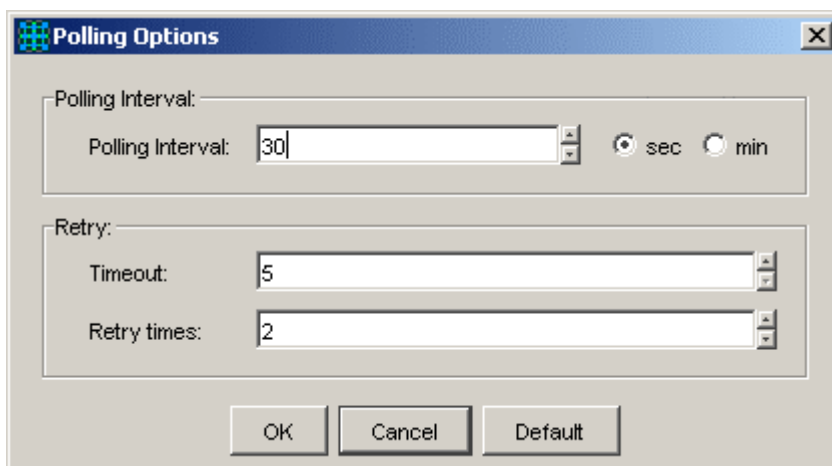 Polling Options
Polling Interval:
Polling Interval: 30 sec min
Retry:
Timeout: 5
Retry times: 2
OK Cancel Default